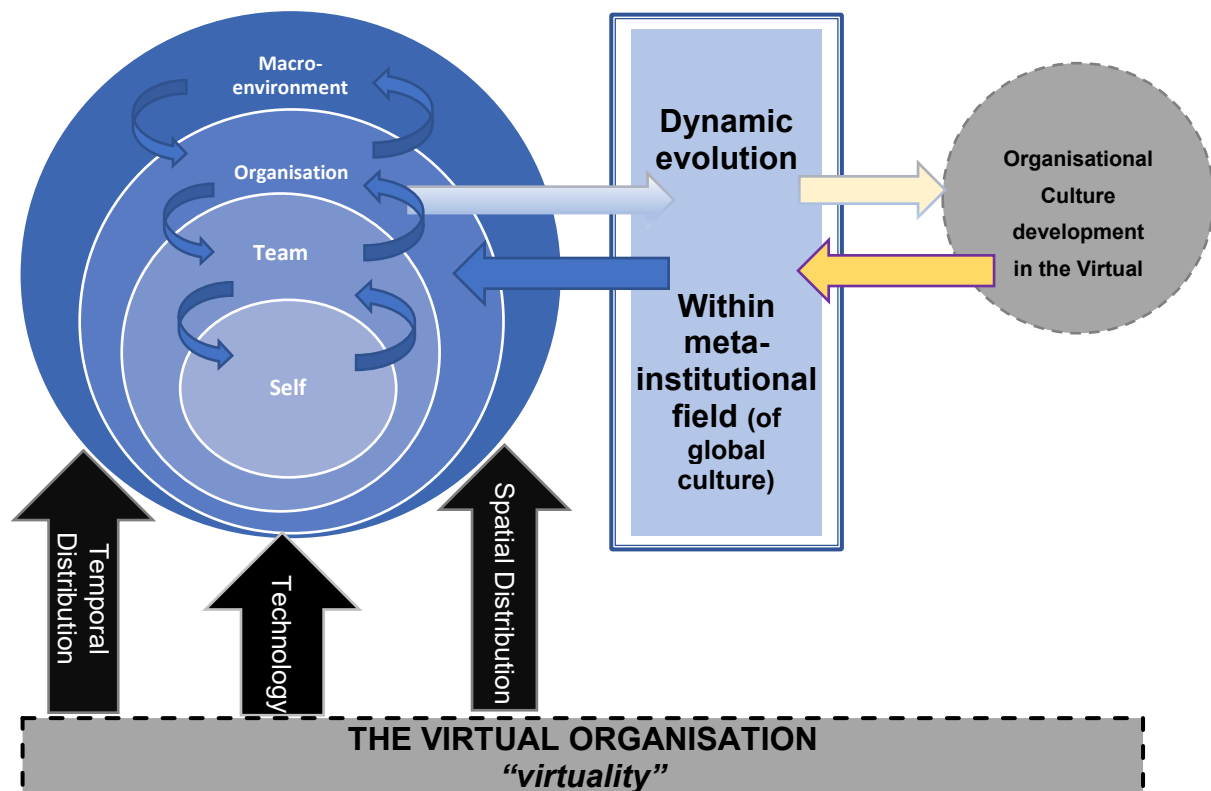 Macro-
environment
Organisation
Team
Self
Dynamic
evolution
Within
meta-
institutional
field (of
global
culture)
Organisational
Culture
development
in the Virtual
Temporal
Distribution
Technology
Spatial Distribution
THE VIRTUAL ORGANISATION
“virtuality”